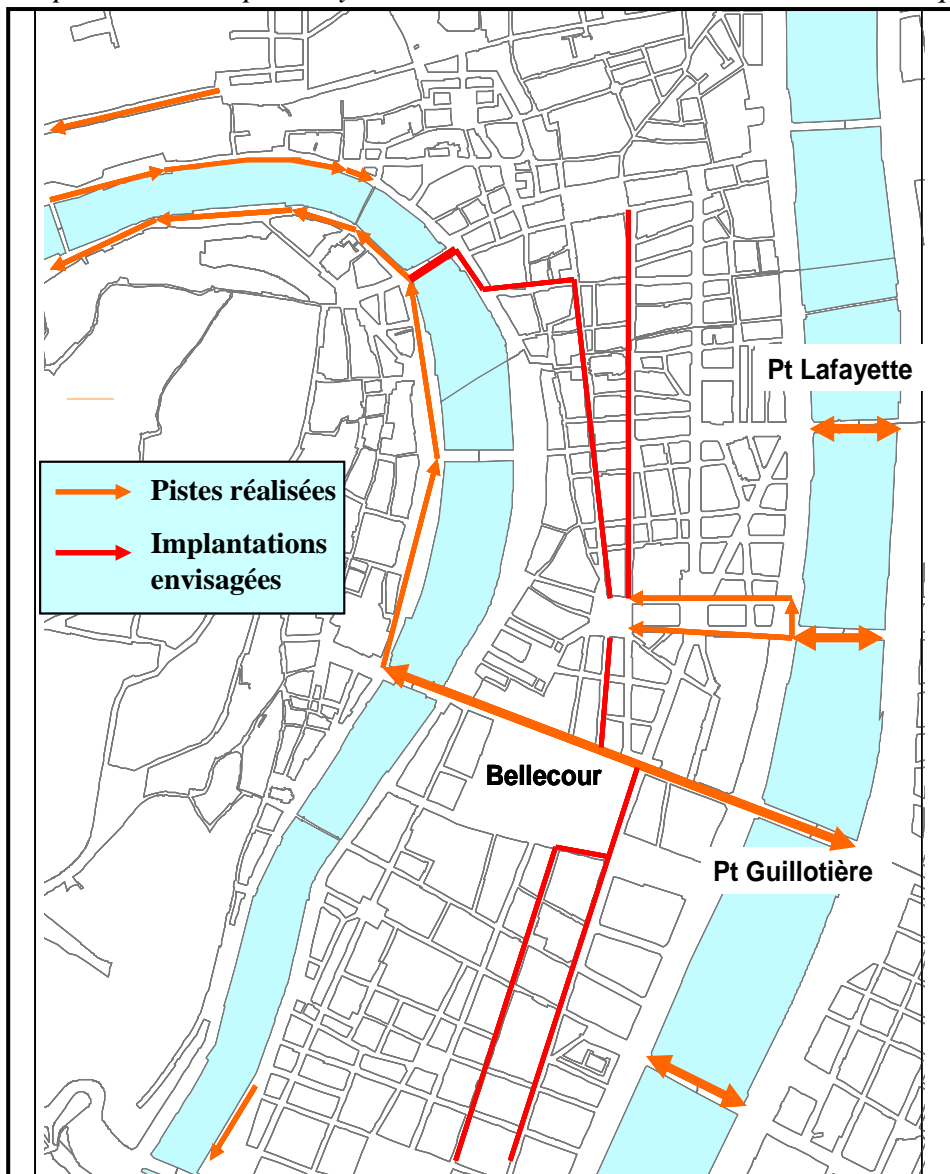 Pt Lafayette
Pistes réalisées
Implantations
envisagées
Bellecour
Pt Guillotière